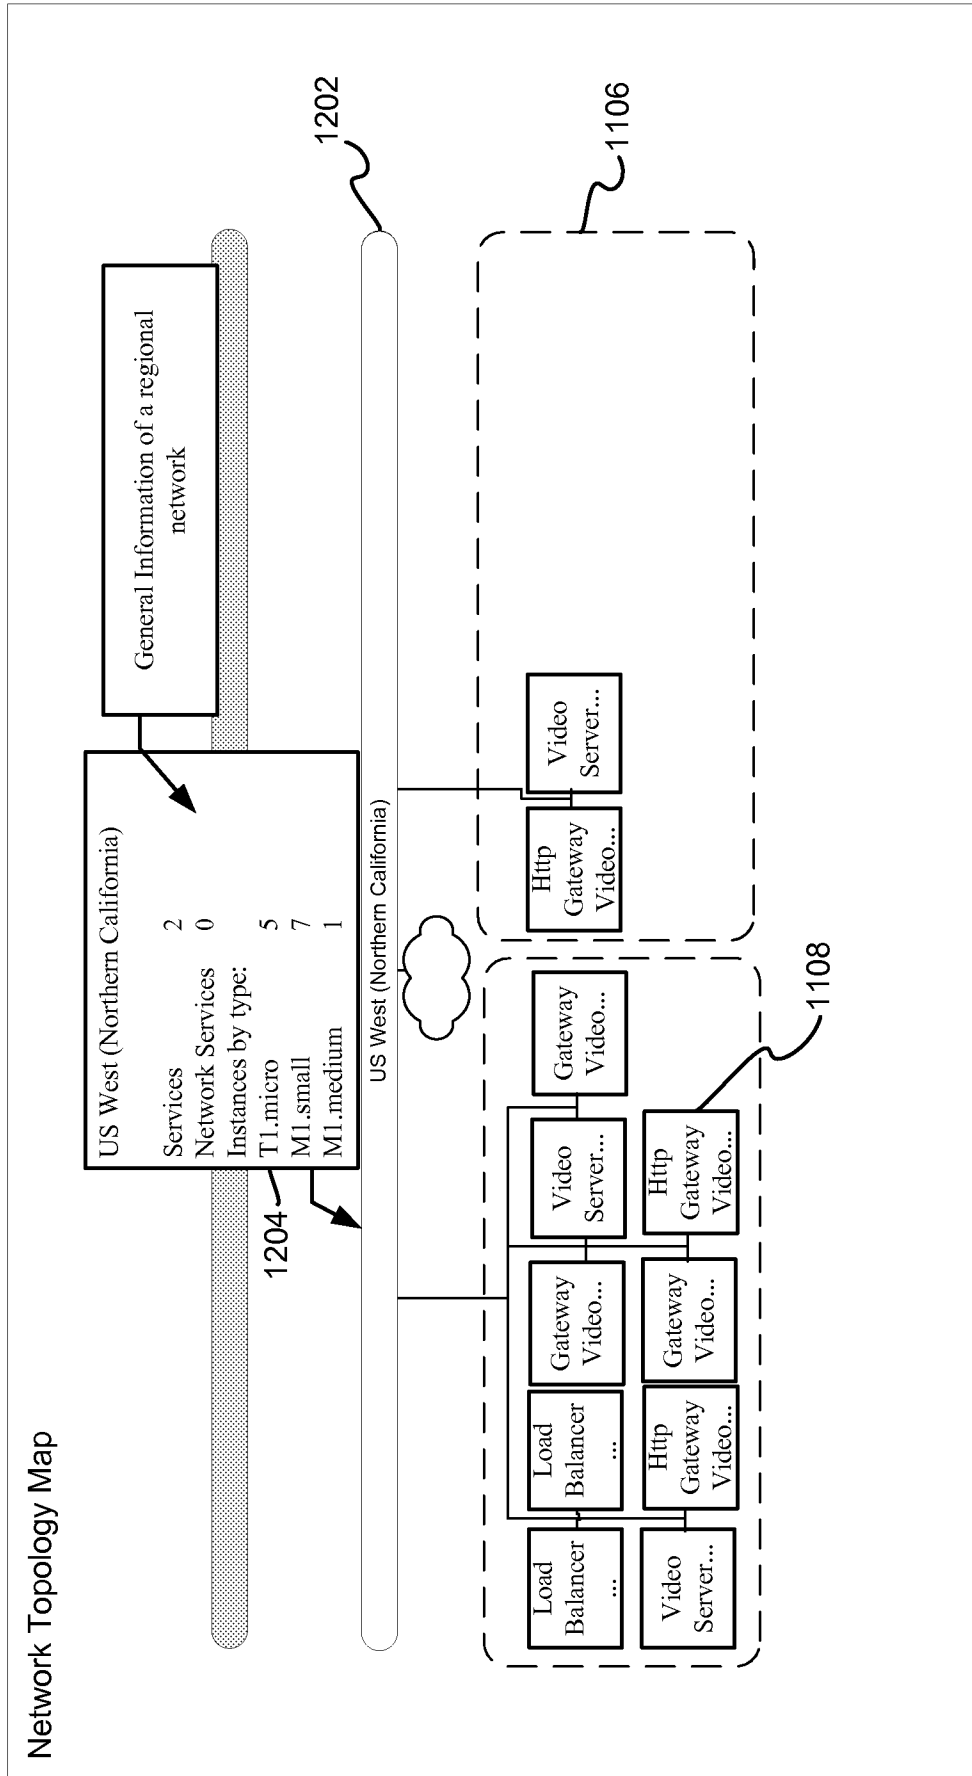 Network Topology Map
General Information of a regional
network
US West (Northern California)
Services 2
Network Services 0
Instances by type:
T1.micro 5
M1.small 7
M1.medium 1
1204
1202
US West (Northern California)
1106
Load
Balancer
...
Load
Balancer
...
Gateway
Video...
Video
Server...
Gateway
Video...
Video
Server...
Http
Gateway
Video...
Gateway
Video...
Http
Gateway
Video...
1108
Http
Gateway
Video...
Video
Server...